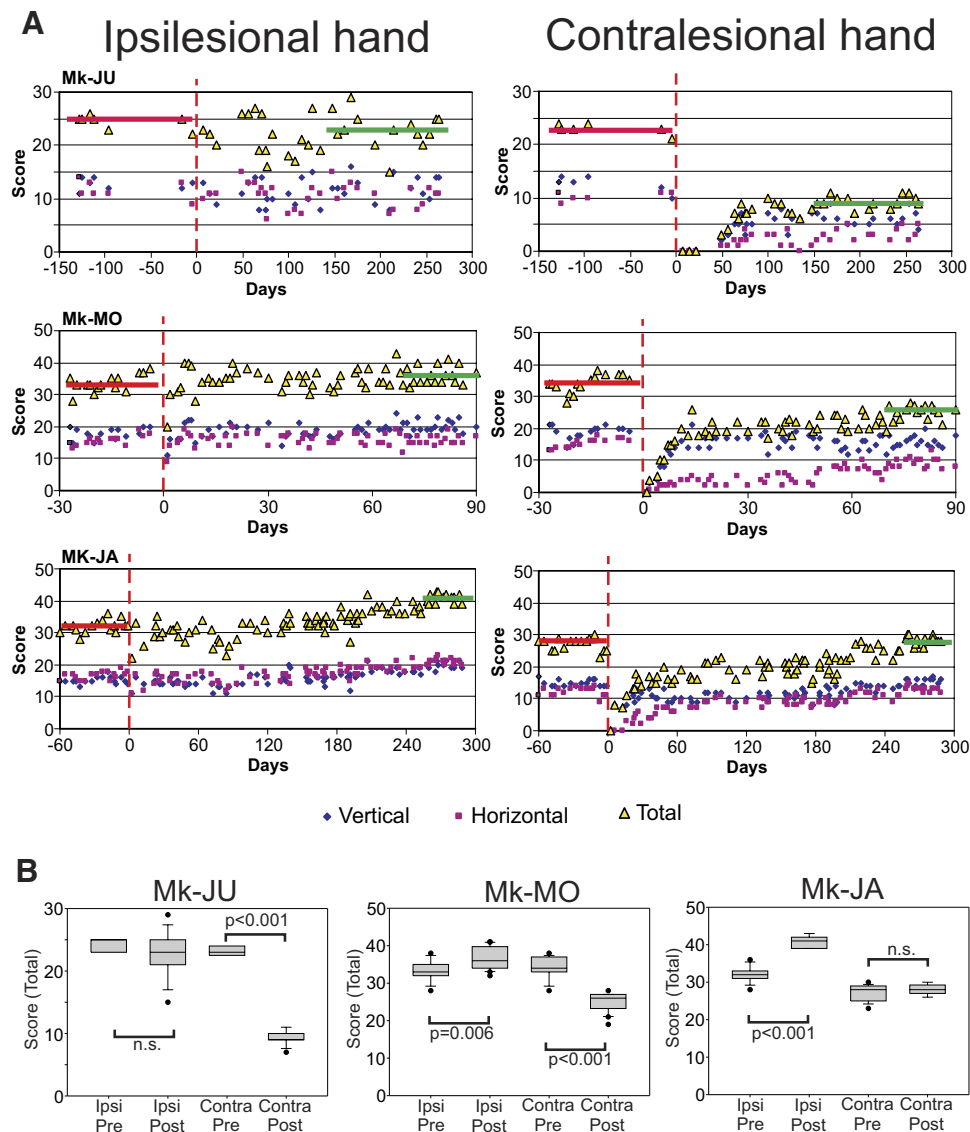 A
Ipsilesional hand Contralesional hand
Mk-JU
30
20
10
0
Score
-150 -100 -50 0 50 100 150 200 250 300
Days
30
20
10
0
Score
-150 -100 -50 0 50 100 150 200 250 300
Days
Mk-MO
50
40
30
20
10
0
Score
-30 0 30 60 90
Days
50
40
30
20
10
0
Score
-30 0 30 60 90
Days
MK-JA
50
40
30
20
10
0
Score
-60 0 60 120 180 240 300
Days
50
40
30
20
10
0
Score
-60 0 60 120 180 240 300
Days
Vertical Horizontal Total
B
Mk-JU
30
20
10
0
Score (Total)
p<0.001
n.s.
Ipsi Ipsi Contra Contra
Pre Post Pre Post
Mk-MO
50
40
30
20
10
0
Score (Total)
p=0.006
p<0.001
Ipsi Ipsi Contra Contra
Pre Post Pre Post
Mk-JA
50
40
30
20
10
0
Score (Total)
n.s.
p<0.001
Ipsi Ipsi Contra Contra
Pre Post Pre Post